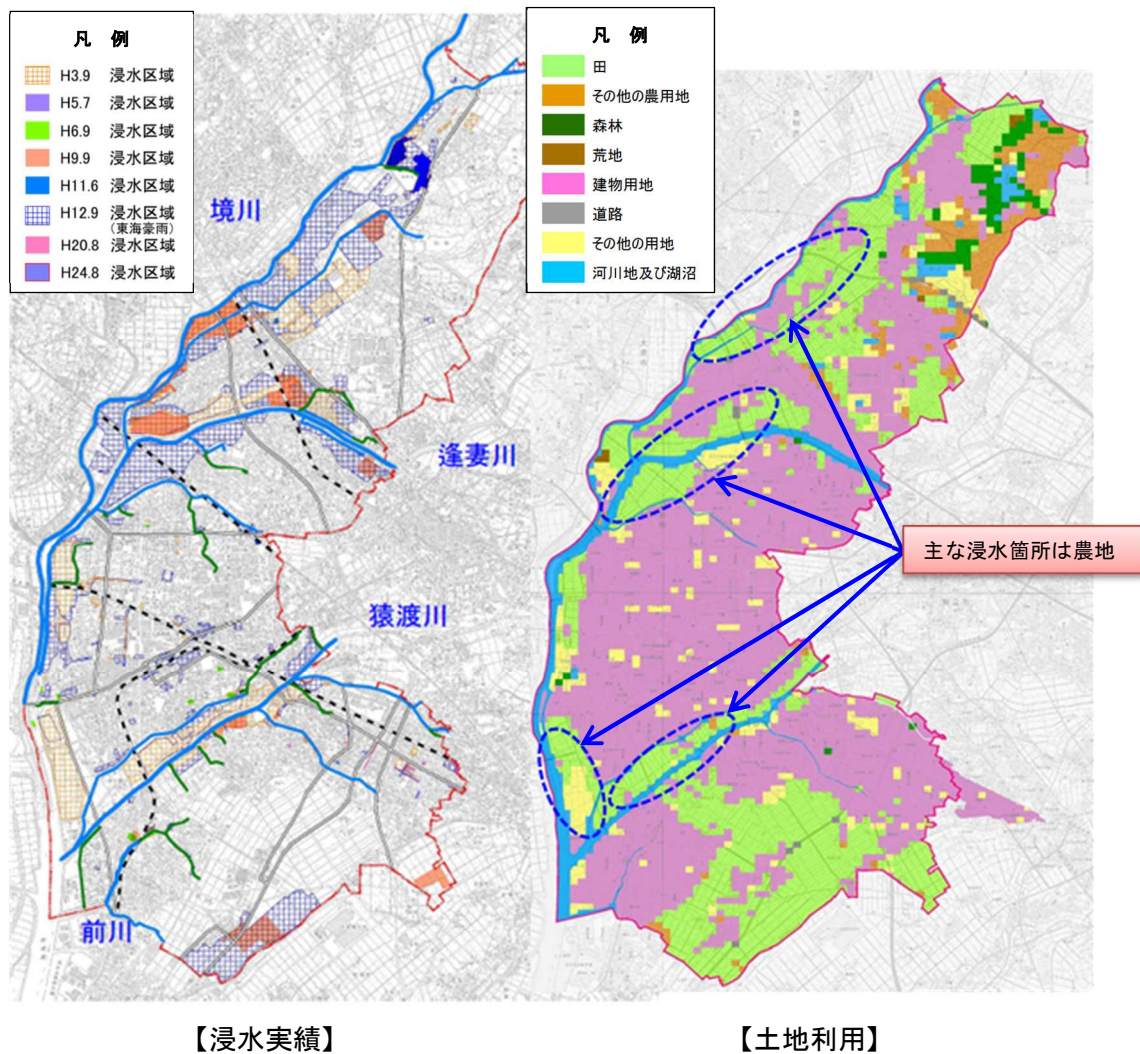 凡 例
H3.9 浸水区域
H5.7 浸水区域
H6.9 浸水区域
H9.9 浸水区域
H11.6 浸水区域
H12.9 浸水区域
(東海豪雨)
H20.8 浸水区域
H24.8 浸水区域
境川
逢妻川
猿渡川
前川
【浸水実績】
凡 例
田
その他の農用地
森林
荒地
建物用地
道路
その他の用地
河川地及び湖沼
主な浸水箇所は農地
【土地利用】